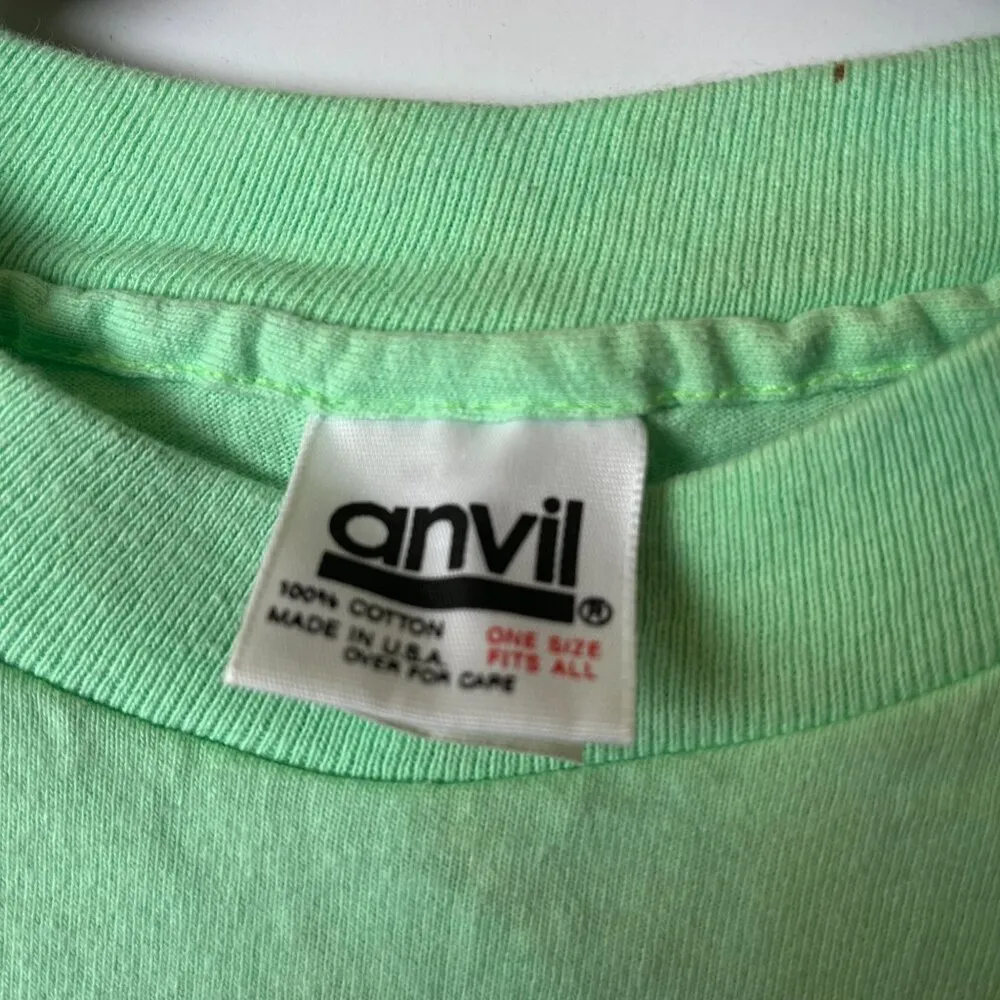 anvil®
100% COTTON
MADE IN U.S.A.
ONE SIZE
FITS ALL
OVER FOR CARE